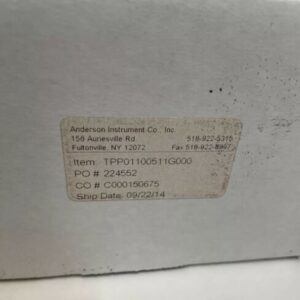 Anderson Instrument Co., Inc.
156 Auriesville Rd. 518-922-5315
Fultonville, NY 12072 Fax 518-922-8997
Item: TPP01100511G000
PO # 224552
CO # C000150675
Ship Date: 09/22/14